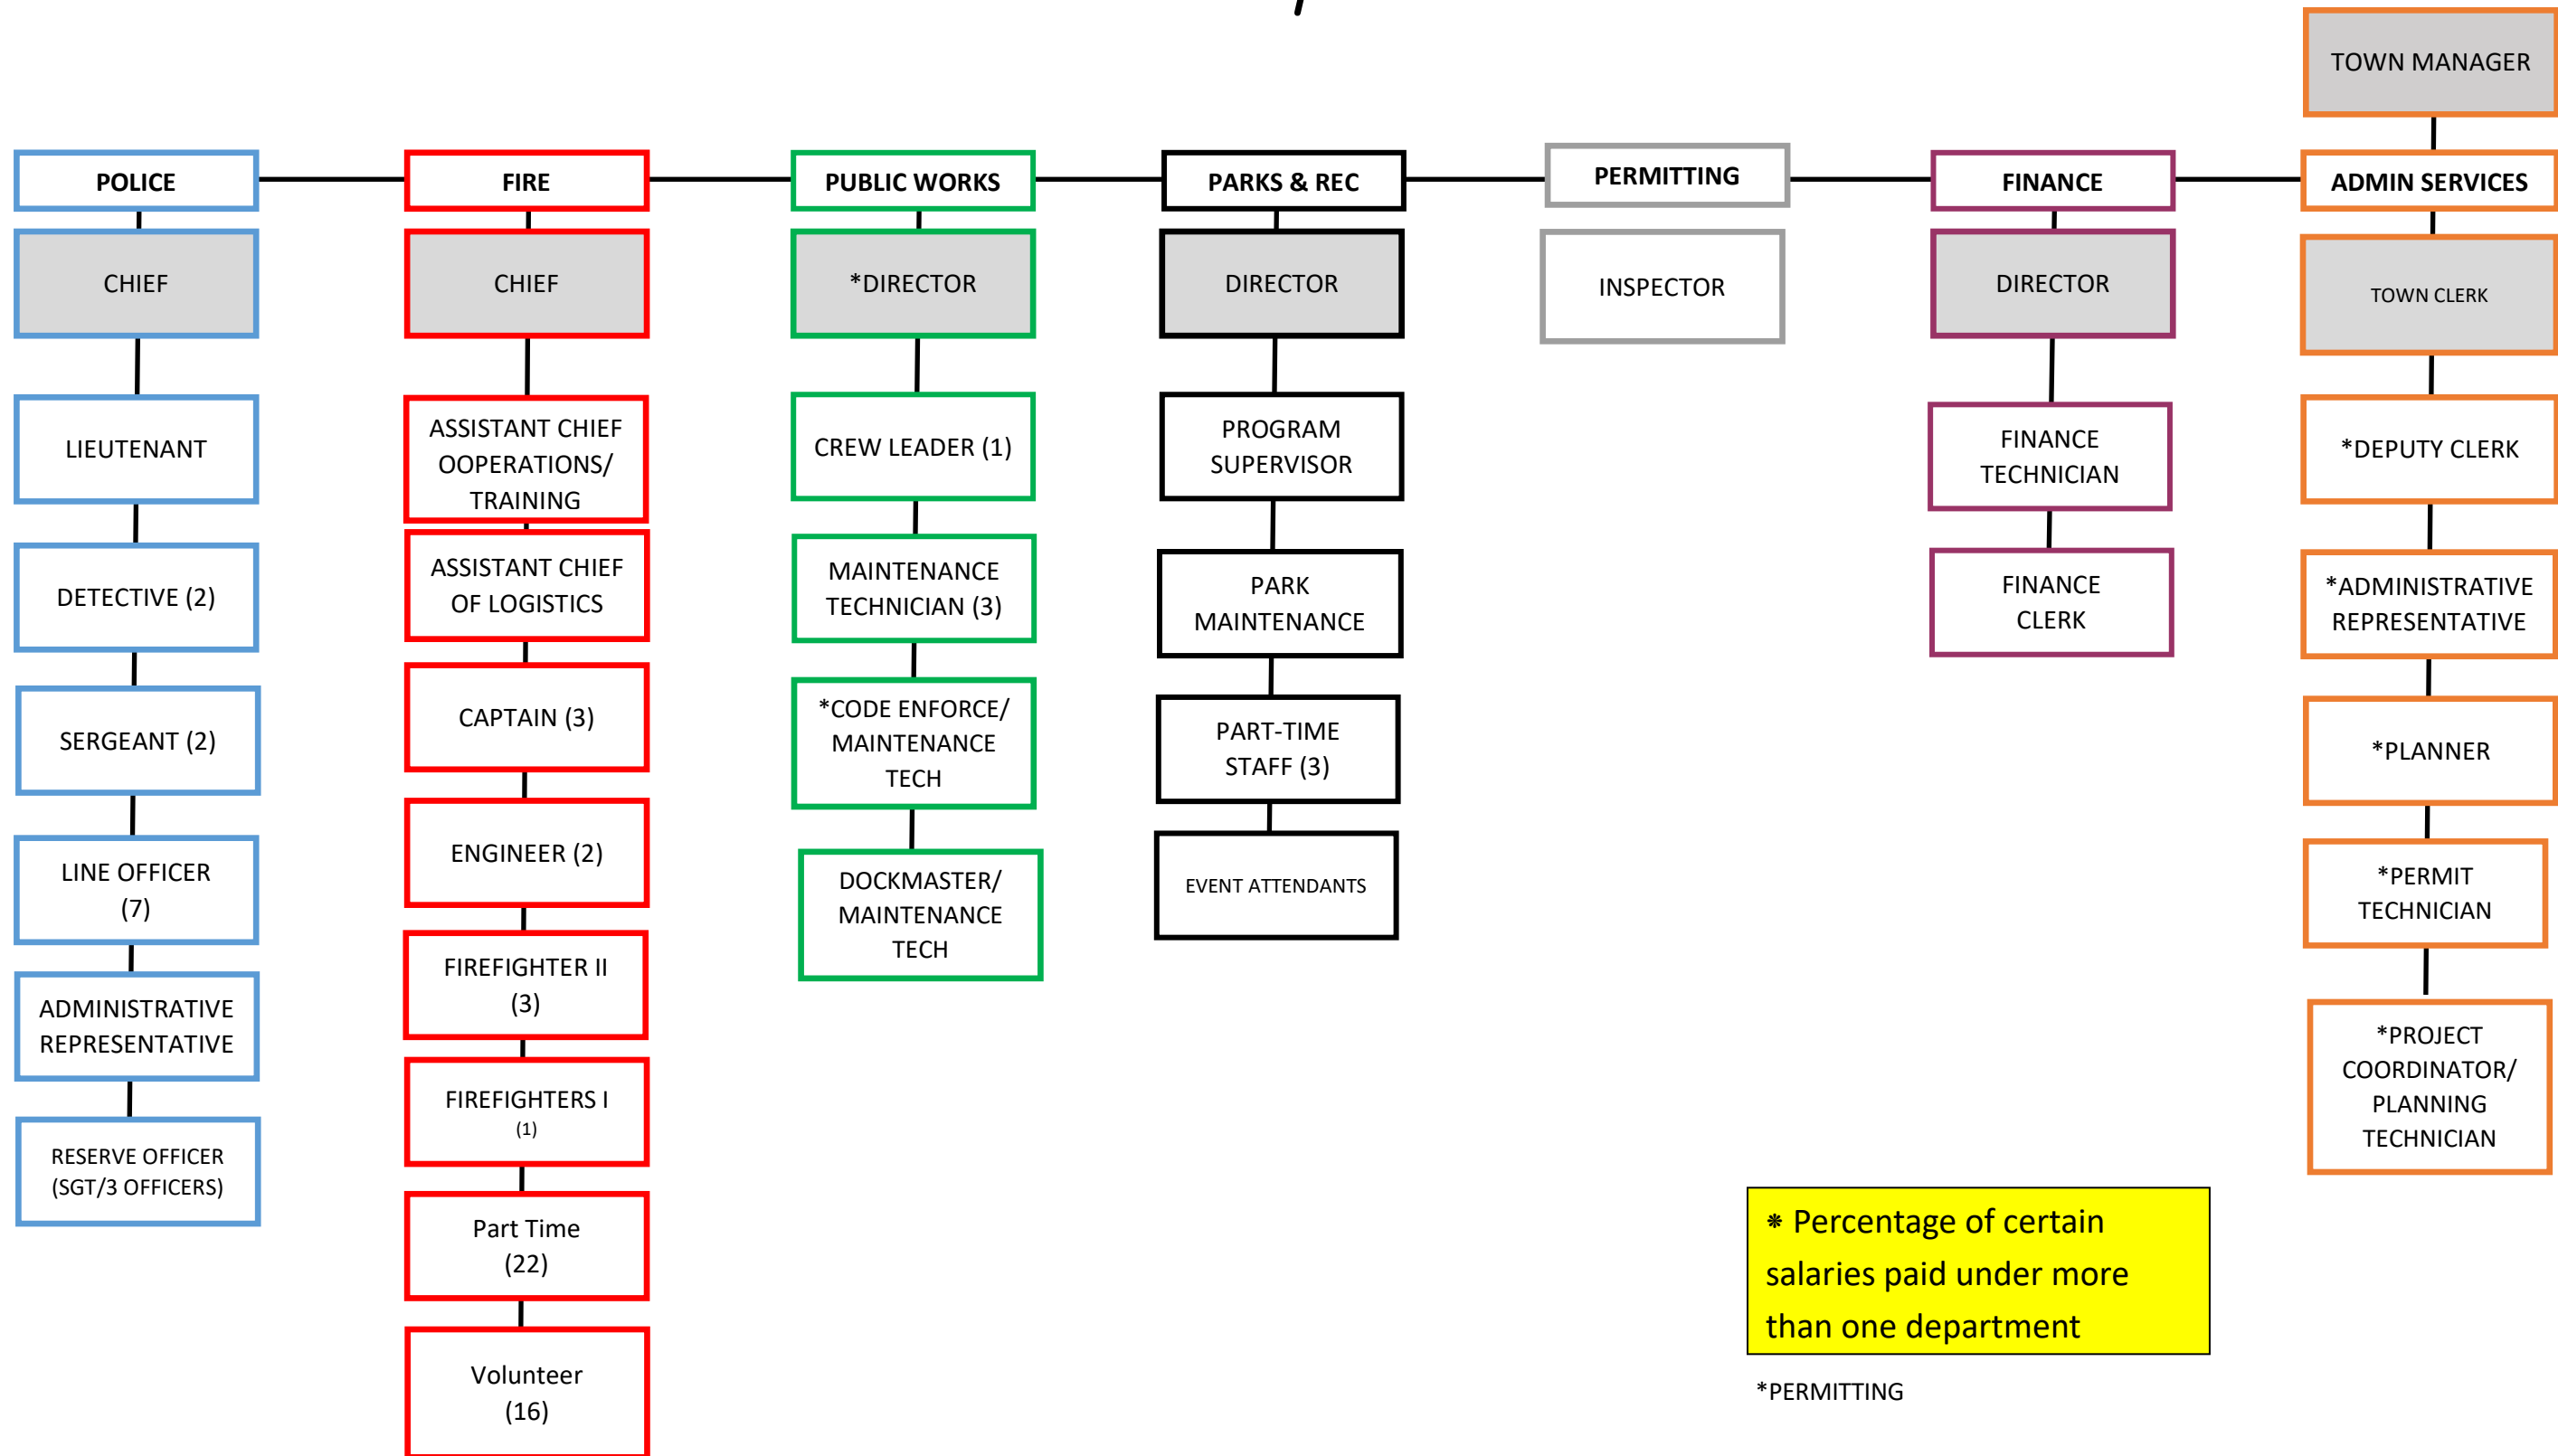 TOWN MANAGER
POLICE
FIRE
PUBLIC WORKS
PARKS & REC
PERMITTING
FINANCE
ADMIN SERVICES
CHIEF
LIEUTENANT
DETECTIVE (2)
SERGEANT (2)
LINE OFFICER
(7)
ADMINISTRATIVE
REPRESENTATIVE
RESERVE OFFICER
(SGT/3 OFFICERS)
CHIEF
ASSISTANT CHIEF
OOPERATIONS/
TRAINING
ASSISTANT CHIEF
OF LOGISTICS
CAPTAIN (3)
ENGINEER (2)
FIREFIGHTER II
(3)
FIREFIGHTERS I
(1)
Part Time
(22)
Volunteer
(16)
*DIRECTOR
CREW LEADER (1)
MAINTENANCE
TECHNICIAN (3)
*CODE ENFORCE/
MAINTENANCE
TECH
DOCKMASTER/
MAINTENANCE
TECH
DIRECTOR
PROGRAM
SUPERVISOR
PARK
MAINTENANCE
PART-TIME
STAFF (3)
EVENT ATTENDANTS
INSPECTOR
DIRECTOR
FINANCE
TECHNICIAN
FINANCE
CLERK
TOWN CLERK
*DEPUTY CLERK
*ADMINISTRATIVE
REPRESENTATIVE
*PLANNER
*PERMIT
TECHNICIAN
*PROJECT
COORDINATOR/
PLANNING
TECHNICIAN
* Percentage of certain
salaries paid under more
than one department
*PERMITTING